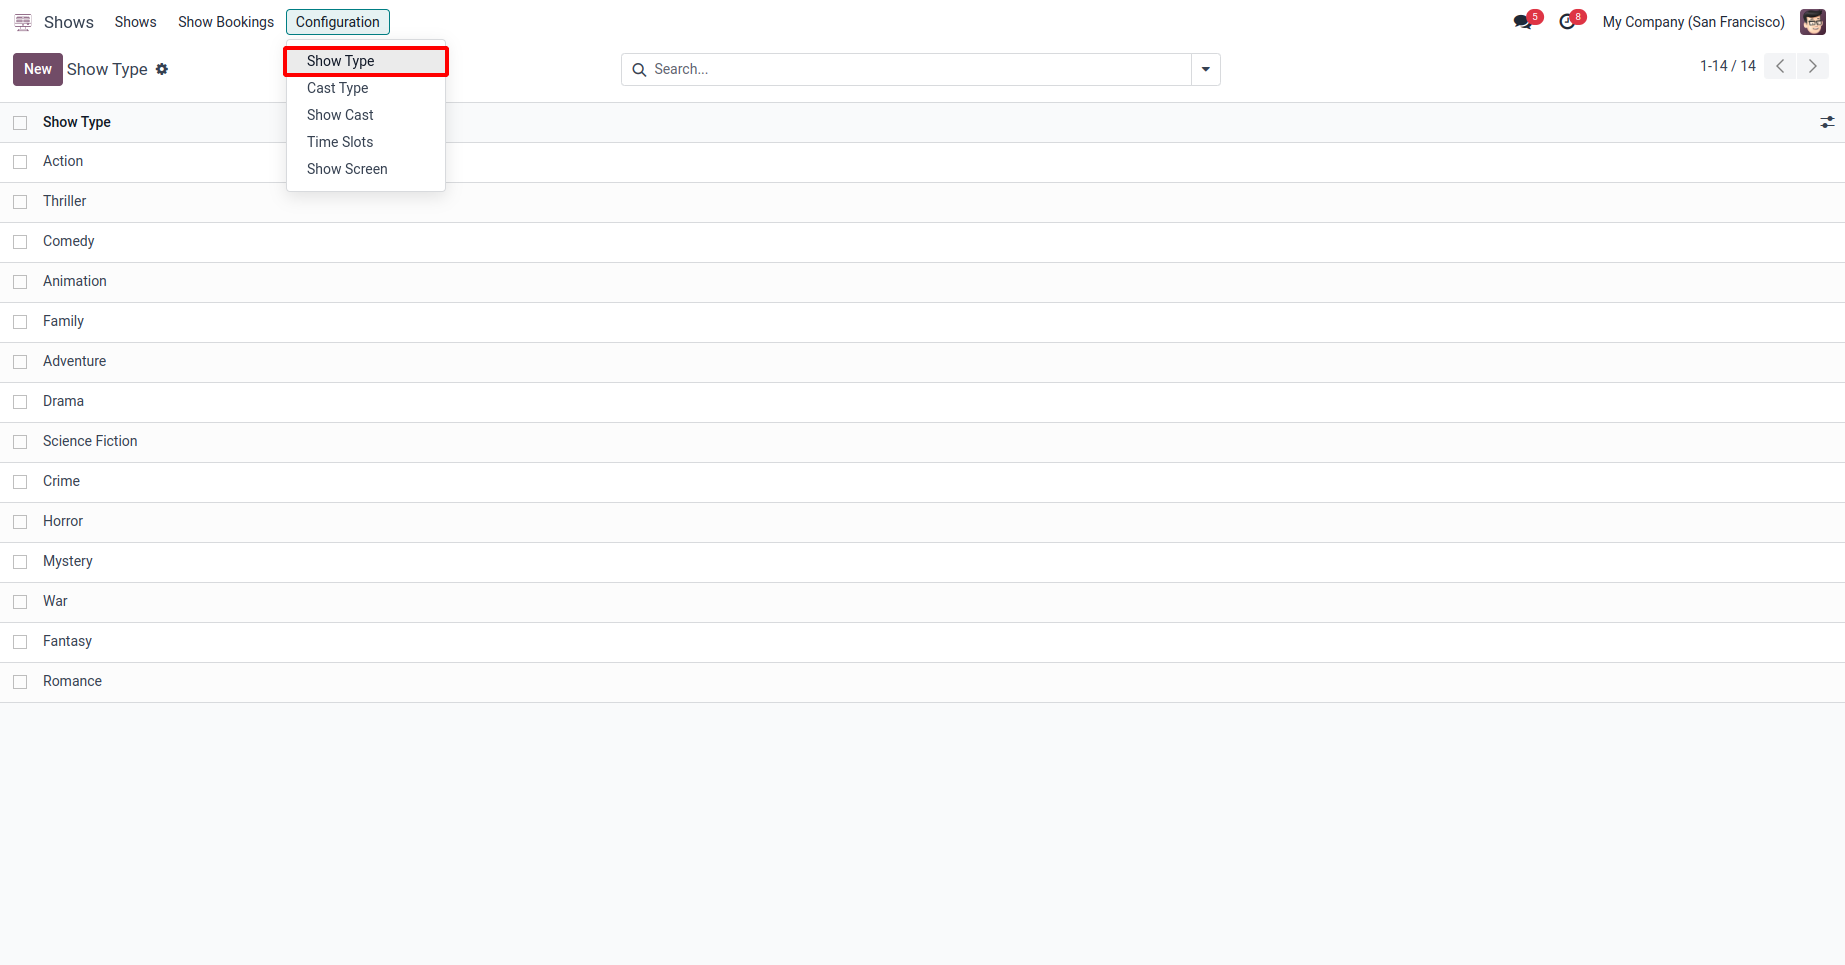 Shows Shows Show Bookings Configuration 5 8 My Company (San Francisco)
New Show Type Search... 1-14 / 14
Show Type
Cast Type
Show Cast
Time Slots
Show Screen
Show Type
Action
Thriller
Comedy
Animation
Family
Adventure
Drama
Science Fiction
Crime
Horror
Mystery
War
Fantasy
Romance